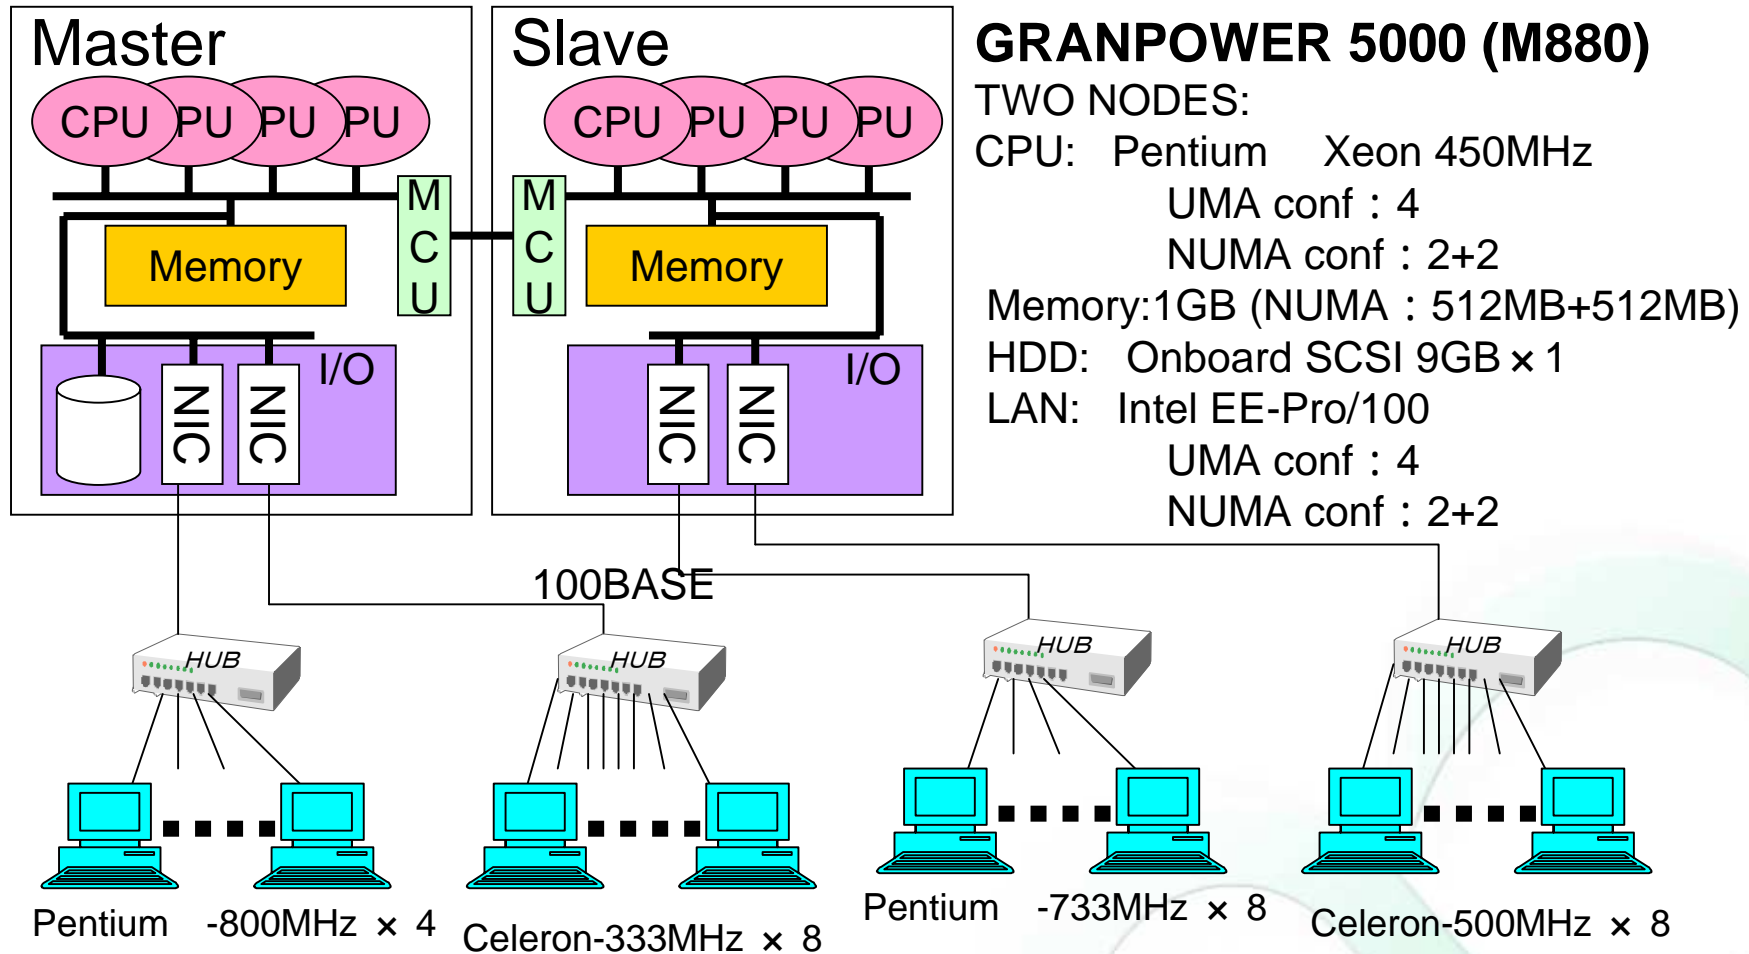 Master
CPU PU PU PU
MCU
Memory
I/O
NIC NIC
Slave
CPU PU PU PU
MCU
Memory
I/O
NIC NIC
GRANPOWER 5000 (M880)
TWO NODES:
CPU: Pentium Xeon 450MHz
UMA conf : 4
NUMA conf : 2+2
Memory:1GB (NUMA : 512MB+512MB)
HDD: Onboard SCSI 9GB × 1
LAN: Intel EE-Pro/100
UMA conf : 4
NUMA conf : 2+2
100BASE
HUB
HUB
HUB
HUB
Pentium -800MHz × 4
Celeron-333MHz × 8
Pentium -733MHz × 8
Celeron-500MHz × 8